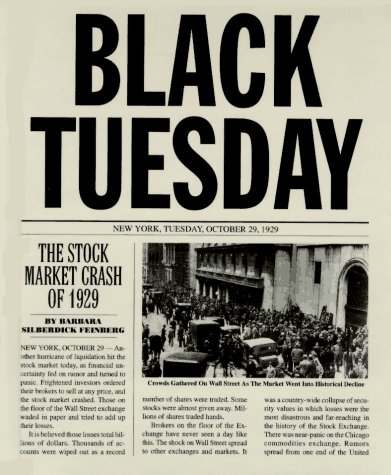 BLACK
TUESDAY
NEW YORK, TUESDAY, OCTOBER 29, 1929
THE STOCK
MARKET CRASH
OF 1929
BY BARBARA
SILBERDICK FEINBERG
NEW YORK, OCTOBER 29 — An-
other hurricane of liquidation hit the
stock market today, as financial un-
certainty fed on rumor and turned to
panic. Frightened investors ordered
their brokers to sell at any price, and
the stock market crashed. Those on
the floor of the Wall Street exchange
waded in paper and tried to add up
their losses.
It is believed those losses total bil-
lions of dollars. Thousands of ac-
counts were wiped out as a record
Crowds Gathered On Wall Street As The Market Went Into Historical Decline
number of shares were traded. Some
stocks were almost given away. Mil-
lions of shares traded hands.
Brokers on the floor of the Ex-
change have never seen a day like
this. The shock on Wall Street spread
to other exchanges and markets. It
was a country-wide collapse of secu-
rity values in which losses were the
most disastrous and far-reaching in
the history of the Stock Exchange.
There was near-panic on the Chicago
commodities exchange. Rumors
spread from one end of the United